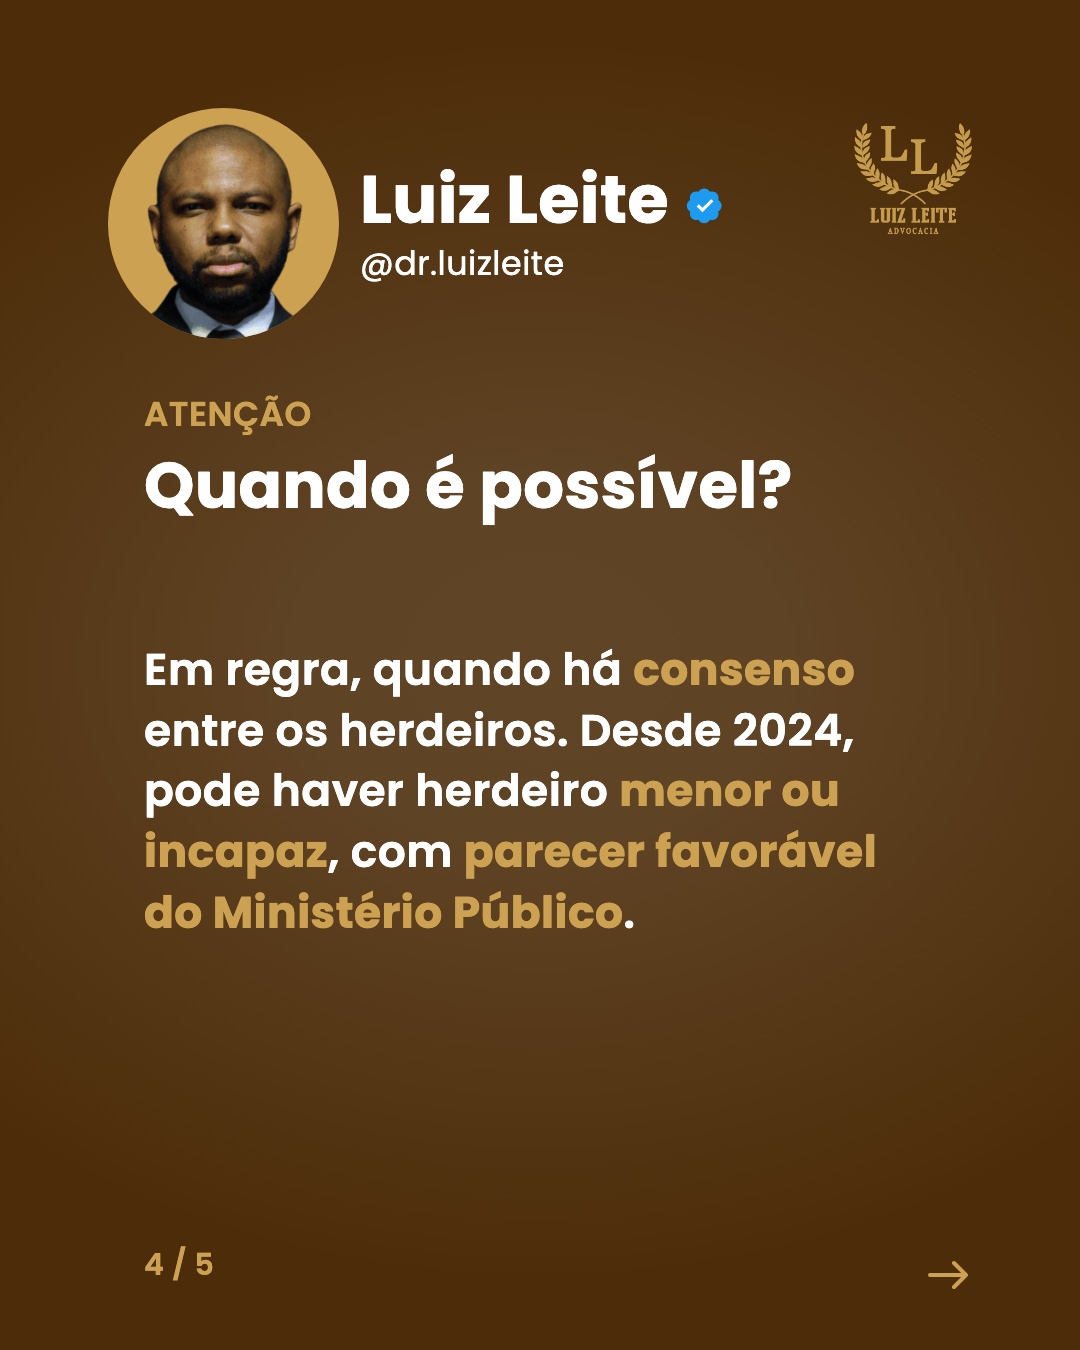 Luiz Leite
@dr.luizleite
LL
LUIZ LEITE
ADVOCACIA
ATENÇÃO
Quando é possível?
Em regra, quando há consenso
entre os herdeiros. Desde 2024,
pode haver herdeiro menor ou
incapaz, com parecer favorável
do Ministério Público.
4 / 5